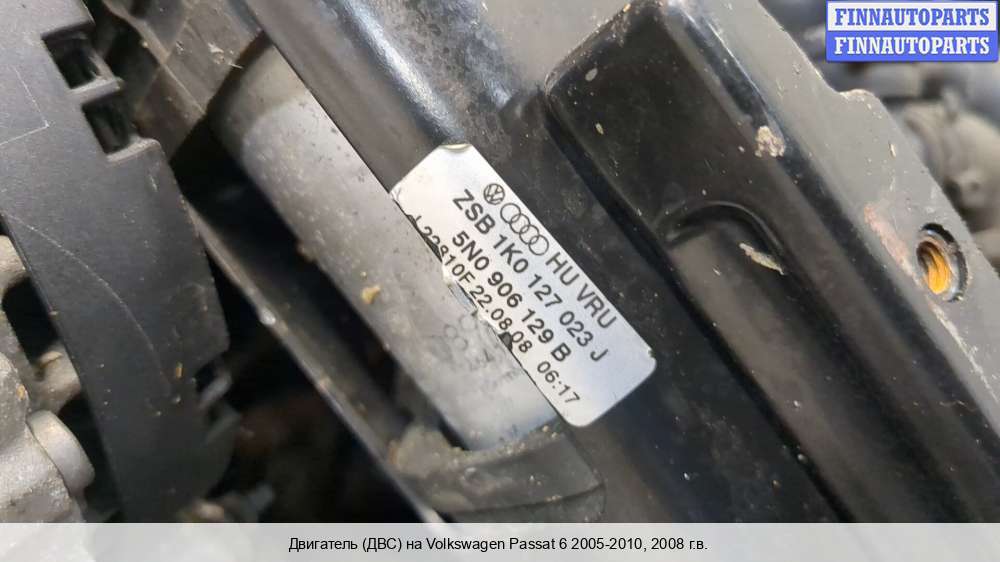 FINNAUTOPARTS
FINNAUTOPARTS
HU VRU
ZSB 1K0 127 023 J
5N0 906 129 B
22810F 22.08.08 06:17
Двигатель (ДВС) на Volkswagen Passat 6 2005-2010, 2008 г.в.